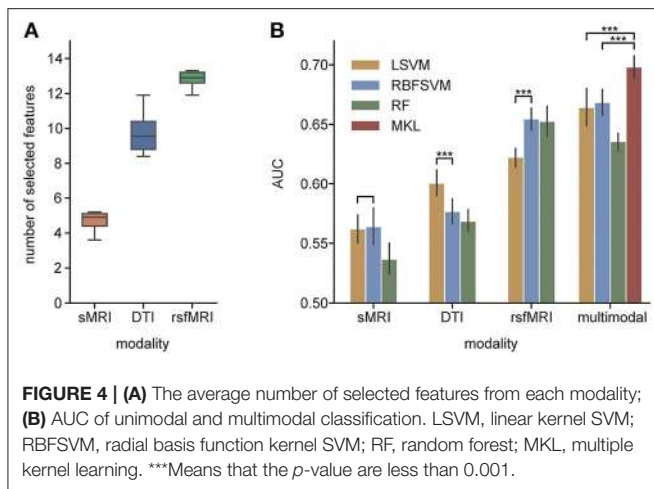 A
number of selected features
14
12
10
8
6
4
2
0
sMRI DTI rsfMRI
modality
B
AUC
0.70
0.65
0.60
0.55
0.50
LSVM
RBFSVM
RF
MKL
***
***
***
***
sMRI DTI rsfMRI multimodal
modality
FIGURE 4 | (A) The average number of selected features from each modality;
(B) AUC of unimodal and multimodal classification. LSVM, linear kernel SVM;
RBFSVM, radial basis function kernel SVM; RF, random forest; MKL, multiple
kernel learning. ***Means that the p-value are less than 0.001.